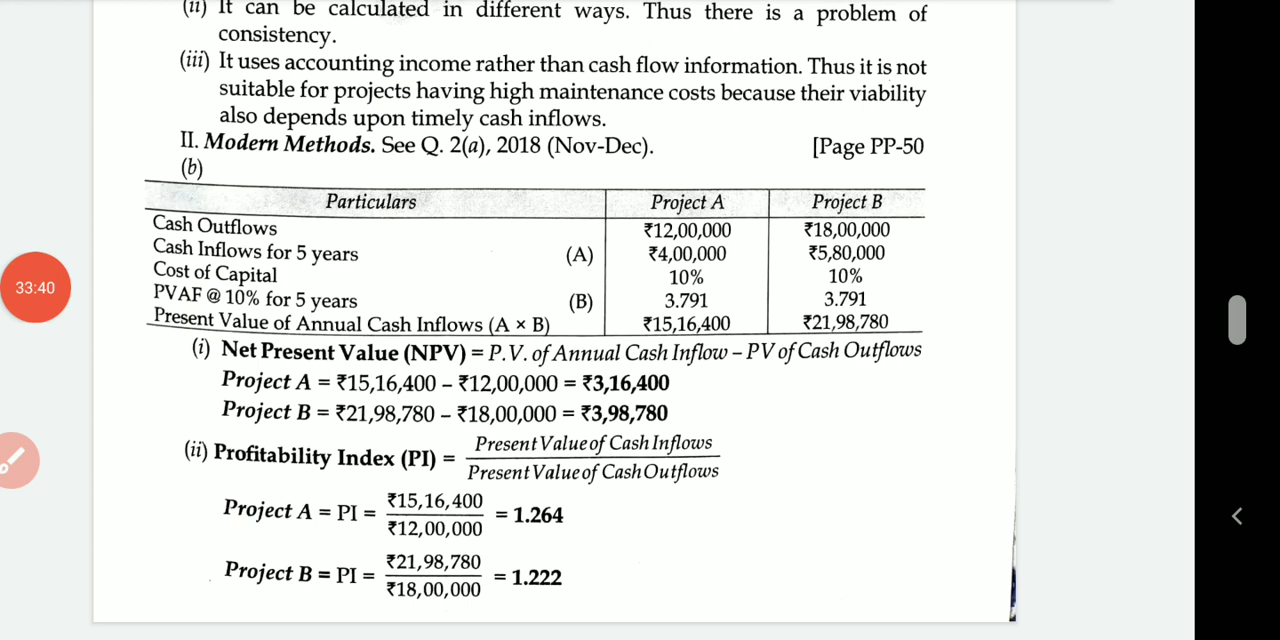 (ii) It can be calculated in different ways. Thus there is a problem of
consistency.
(iii) It uses accounting income rather than cash flow information. Thus it is not
suitable for projects having high maintenance costs because their viability
also depends upon timely cash inflows.
II. Modern Methods. See Q. 2(a), 2018 (Nov-Dec). [Page PP-50
(b)
Particulars Project A Project B
Cash Outflows ₹12,00,000 ₹18,00,000
Cash Inflows for 5 years (A) ₹4,00,000 ₹5,80,000
Cost of Capital 10% 10%
PVAF @ 10% for 5 years (B) 3.791 3.791
Present Value of Annual Cash Inflows (A × B) ₹15,16,400 ₹21,98,780
(i) Net Present Value (NPV) = P.V. of Annual Cash Inflow – PV of Cash Outflows
Project A = ₹15,16,400 – ₹12,00,000 = ₹3,16,400
Project B = ₹21,98,780 – ₹18,00,000 = ₹3,98,780
(ii) Profitability Index (PI) = Present Value of Cash Inflows
Present Value of Cash Outflows
Project A = PI = ₹15,16,400 = 1.264
₹12,00,000
Project B = PI = ₹21,98,780 = 1.222
₹18,00,000
33:40